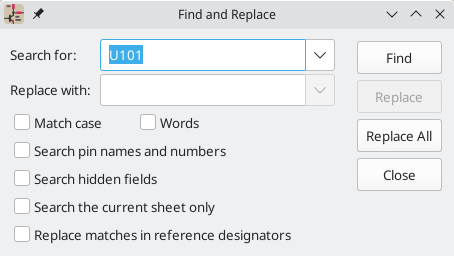 Find and Replace
Search for: U101 Find
Replace with: Replace
Match case Words Replace All
Search pin names and numbers
Search hidden fields Close
Search the current sheet only
Replace matches in reference designators